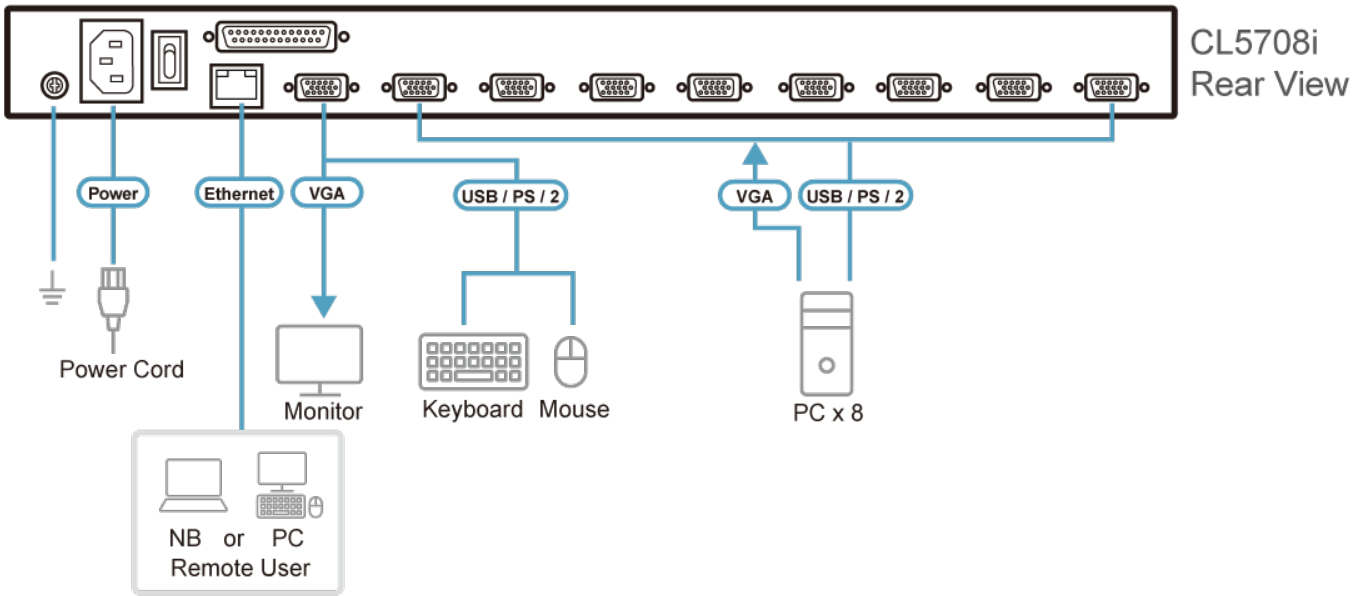 CL5708i
Rear View
Power
Ethernet
VGA
USB / PS / 2
VGA
USB / PS / 2
Power Cord
Monitor
Keyboard
Mouse
PC x 8
NB or PC
Remote User